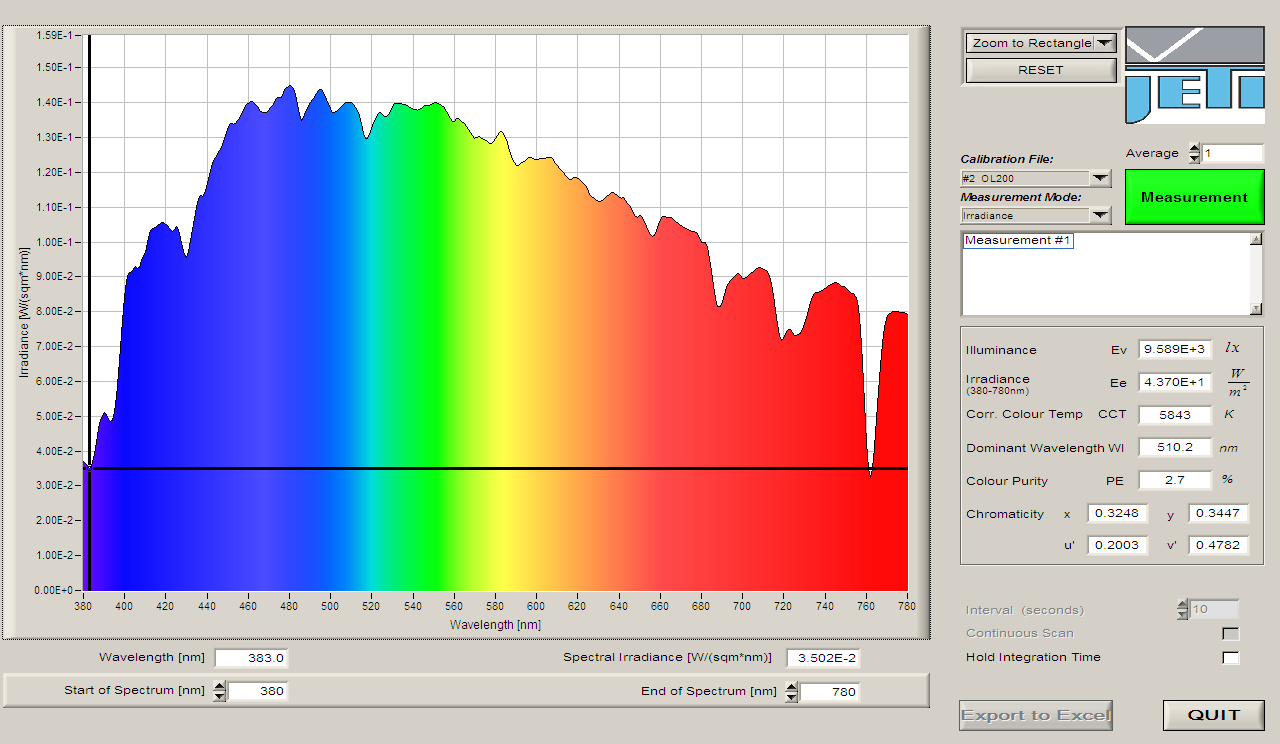 1.59E-1
1.50E-1
1.40E-1
1.30E-1
1.20E-1
1.10E-1
1.00E-1
9.00E-2
8.00E-2
7.00E-2
6.00E-2
5.00E-2
4.00E-2
3.00E-2
2.00E-2
1.00E-2
0.00E+0
Irradiance [W/(sqm*nm)]
380 400 420 440 460 480 500 520 540 560 580 600 620 640 660 680 700 720 740 760 780
Wavelength [nm]
Wavelength [nm] 383.0 Spectral Irradiance [W/(sqm*nm)] 3.502E-2
Start of Spectrum [nm] 380 End of Spectrum [nm] 780
Zoom to Rectangle
RESET
JETI
Average 1
Calibration File:
#2 OL200
Measurement Mode:
Irradiance
Measurement
Measurement #1
Illuminance Ev 9.589E+3 lx
Irradiance (380-780nm) Ee 4.370E+1 W/m²
Corr. Colour Temp CCT 5843 K
Dominant Wavelength Wl 510.2 nm
Colour Purity PE 2.7 %
Chromaticity x 0.3248 y 0.3447
u' 0.2003 v' 0.4782
Interval (seconds) 10
Continuous Scan
Hold Integration Time
Export to Excel QUIT